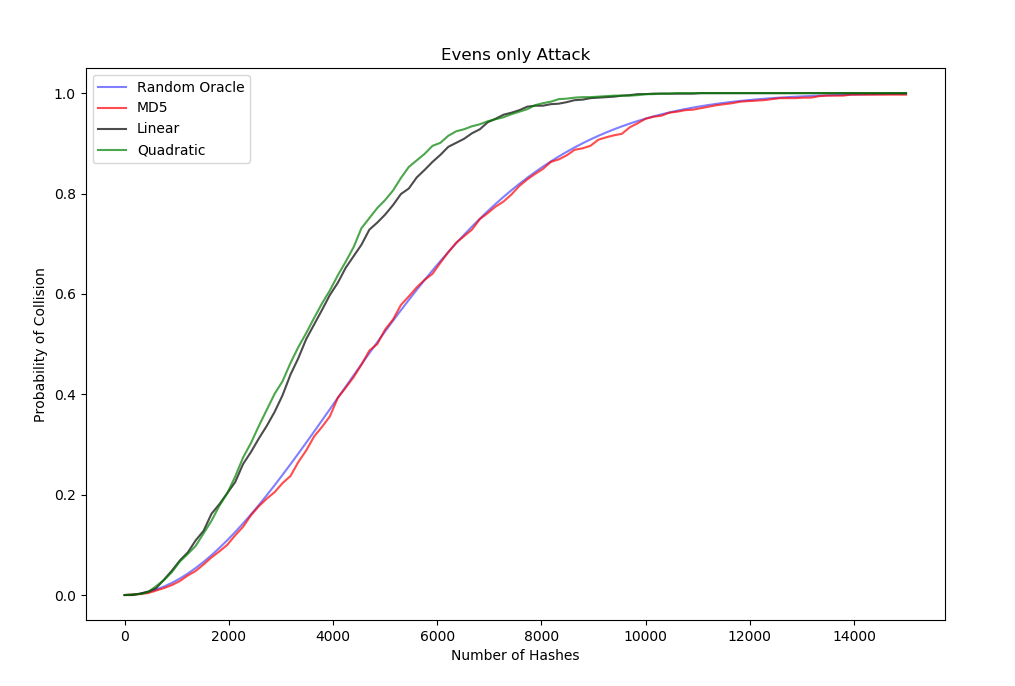 Evens only Attack
Random Oracle
MD5
Linear
Quadratic
1.0
0.8
0.6
0.4
0.2
0.0
Probability of Collision
0 2000 4000 6000 8000 10000 12000 14000
Number of Hashes